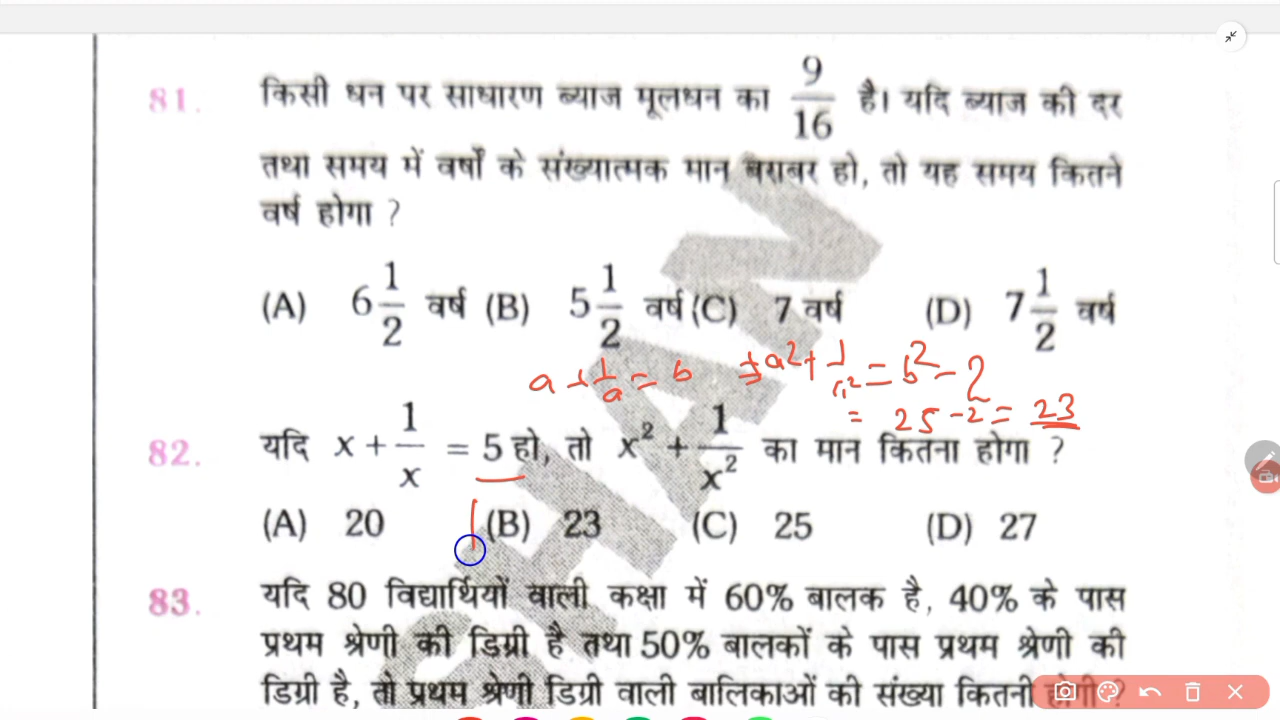 81. किसी धन पर साधारण ब्याज मूलधन का 9/16 है। यदि ब्याज की दर
तथा समय में वर्षों के संख्यात्मक मान बराबर हो, तो यह समय कितने
वर्ष होगा ?
(A) 6 1/2 वर्ष (B) 5 1/2 वर्ष (C) 7 वर्ष (D) 7 1/2 वर्ष
a + 1/a = b ⇒ a² + 1/a² = b² - 2
= 25 - 2 = 23
82. यदि x + 1/x = 5 हो, तो x² + 1/x² का मान कितना होगा ?
(A) 20 (B) 23 (C) 25 (D) 27
83. यदि 80 विद्यार्थियों वाली कक्षा में 60% बालक है, 40% के पास
प्रथम श्रेणी की डिग्री है तथा 50% बालकों के पास प्रथम श्रेणी की
डिग्री है, तो प्रथम श्रेणी डिग्री वाली बालिकाओं की संख्या कितनी होगी ?